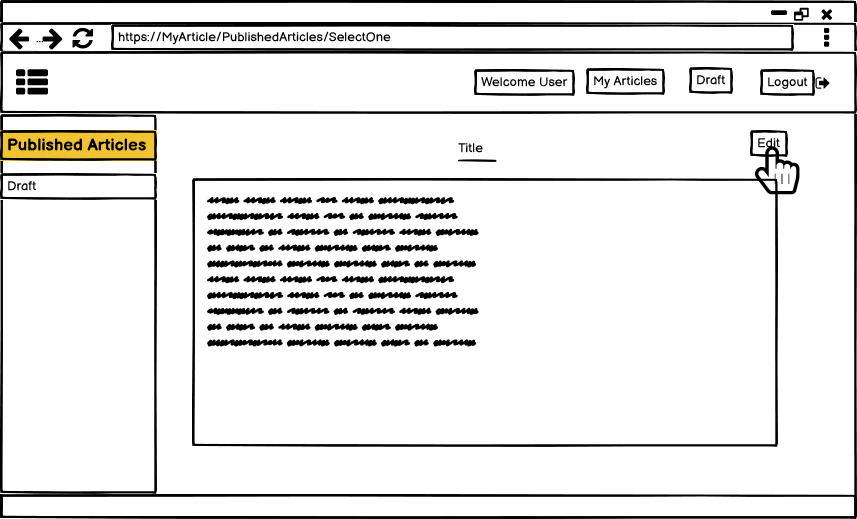 https://MyArticle/PublishedArticles/SelectOne
Welcome User
My Articles
Draft
Logout
Published Articles
Draft
Title
Edit